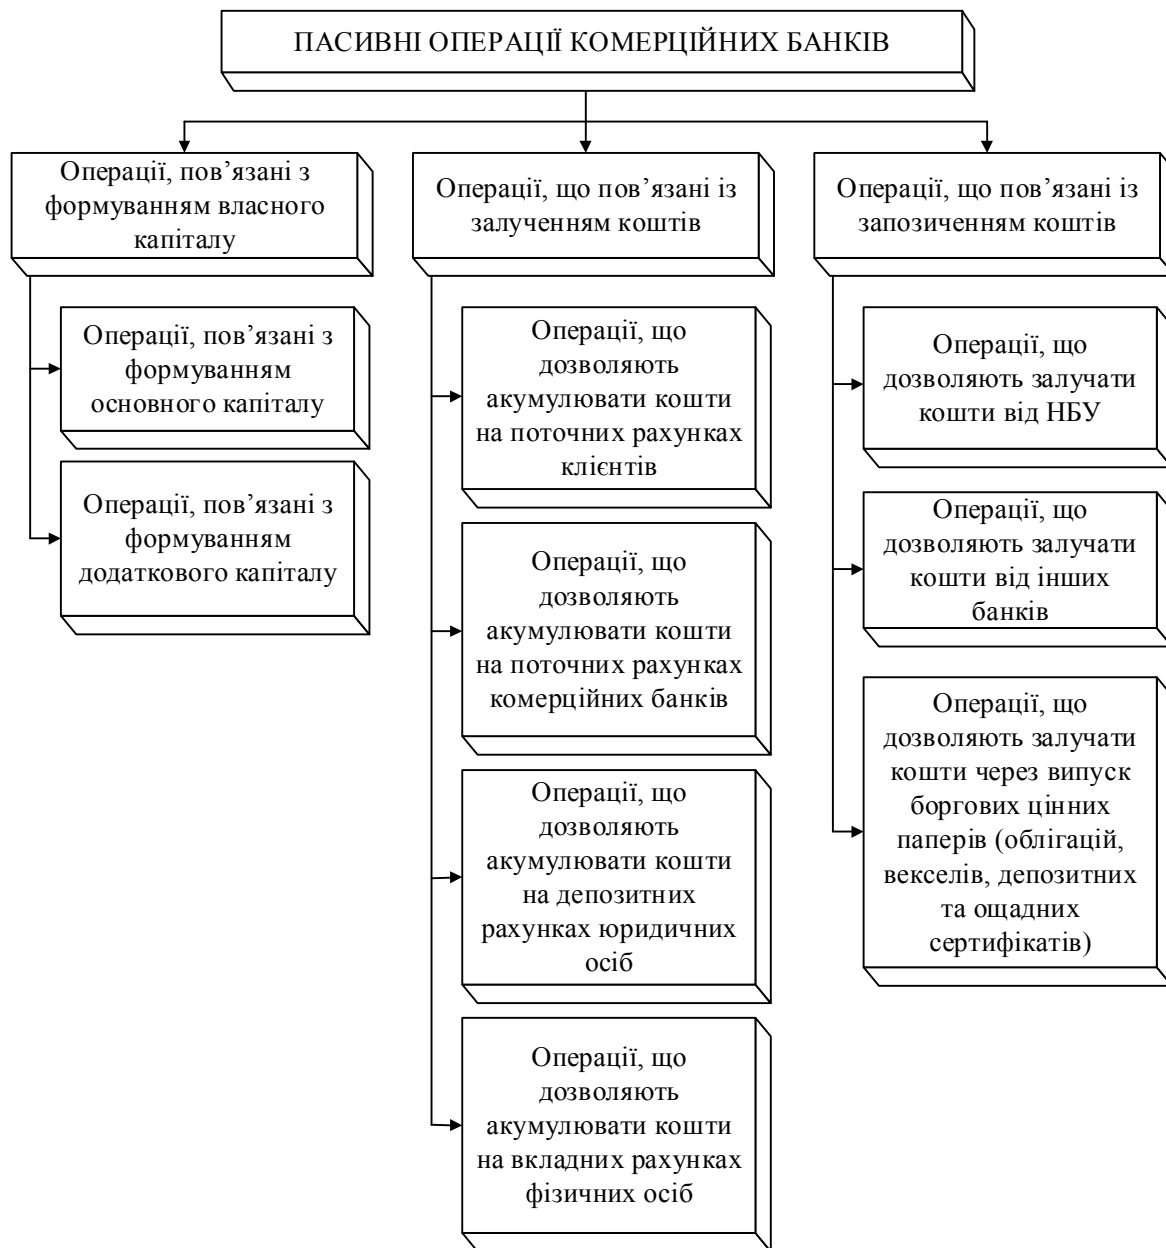 ПАСИВНІ ОПЕРАЦІЇ КОМЕРЦІЙНИХ БАНКІВ
Операції, пов’язані з
формуванням власного
капіталу
Операції, пов’язані з
формуванням
основного капіталу
Операції, пов’язані з
формуванням
додаткового капіталу
Операції, що пов’язані із
залученням коштів
Операції, що
дозволяють
акумулювати кошти
на поточних рахунках
клієнтів
Операції, що
дозволяють
акумулювати кошти
на поточних рахунках
комерційних банків
Операції, що
дозволяють
акумулювати кошти
на депозитних
рахунках юридичних
осіб
Операції, що
дозволяють
акумулювати кошти
на вкладних рахунках
фізичних осіб
Операції, що пов’язані із
запозиченням коштів
Операції, що
дозволяють залучати
кошти від НБУ
Операції, що
дозволяють залучати
кошти від інших
банків
Операції, що
дозволяють залучати
кошти через випуск
боргових цінних
паперів (облігацій,
векселів, депозитних
та ощадних
сертифікатів)